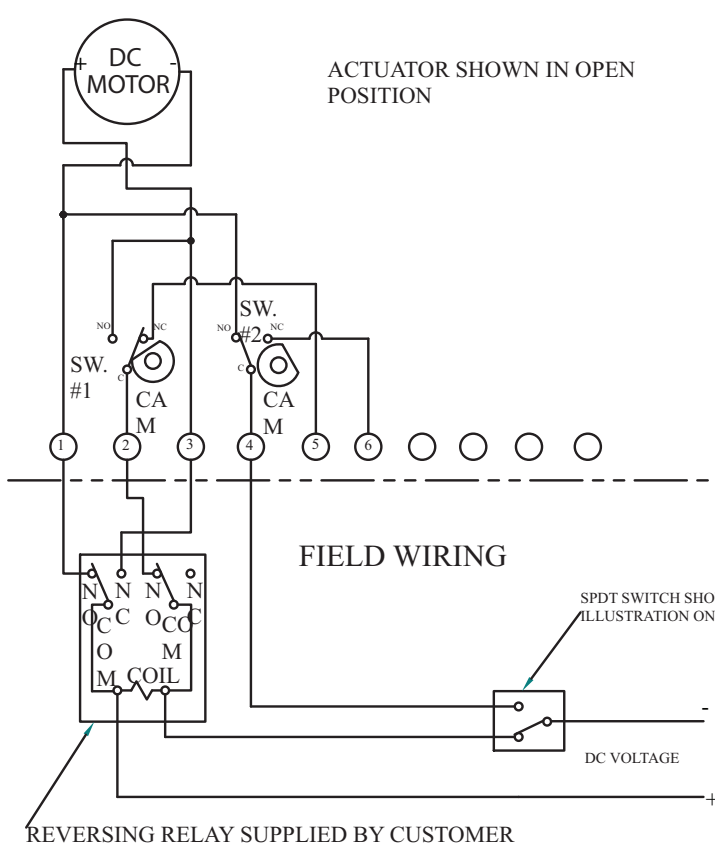 +
DC
-
MOTOR
ACTUATOR SHOWN IN OPEN
POSITION
SW.
#2
NO
NC
NO
NC
SW.
#1
C
C
CA
M
CA
M
1
2
3
4
5
6
FIELD WIRING
N
O
N
C
N
O
N
C
C
O
M
CO
M
COIL
SPDT SWITCH SHO
ILLUSTRATION ON
-
DC VOLTAGE
+
REVERSING RELAY SUPPLIED BY CUSTOMER